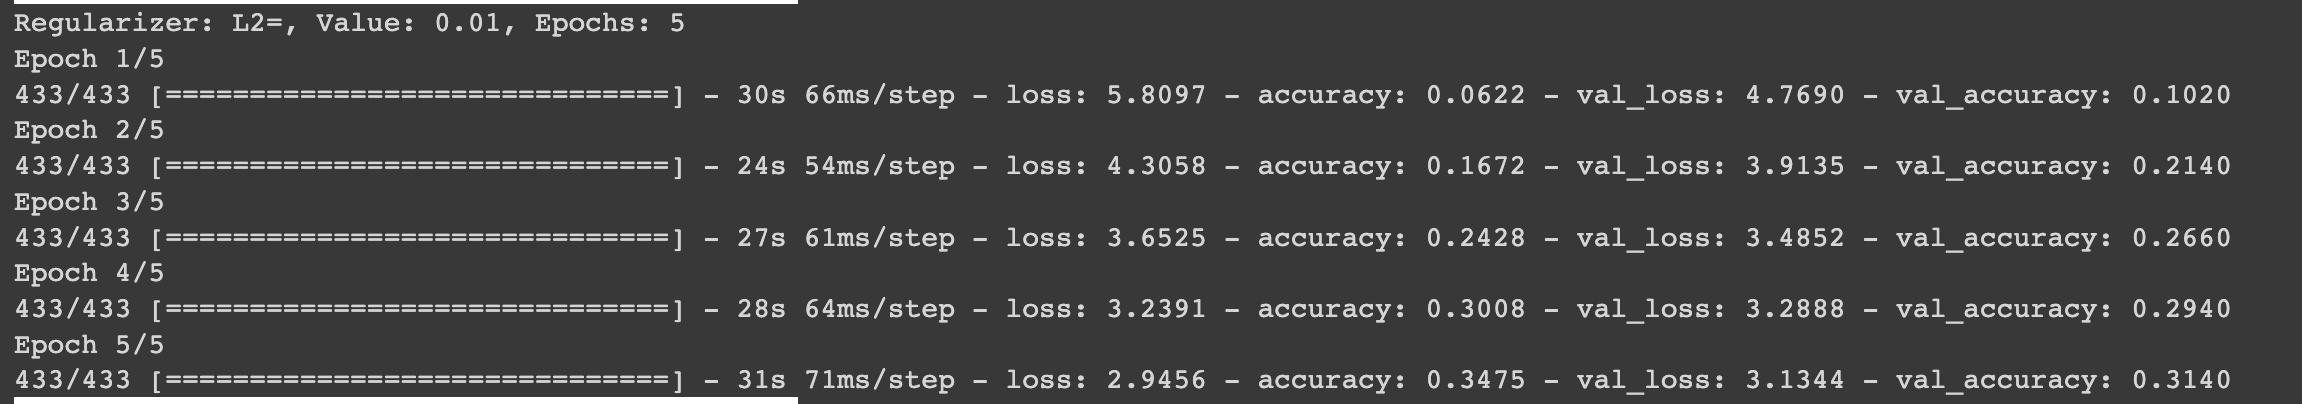 Regularizer: L2=, Value: 0.01, Epochs: 5
Epoch 1/5
433/433 [==============================] - 30s 66ms/step - loss: 5.8097 - accuracy: 0.0622 - val_loss: 4.7690 - val_accuracy: 0.1020
Epoch 2/5
433/433 [==============================] - 24s 54ms/step - loss: 4.3058 - accuracy: 0.1672 - val_loss: 3.9135 - val_accuracy: 0.2140
Epoch 3/5
433/433 [==============================] - 27s 61ms/step - loss: 3.6525 - accuracy: 0.2428 - val_loss: 3.4852 - val_accuracy: 0.2660
Epoch 4/5
433/433 [==============================] - 28s 64ms/step - loss: 3.2391 - accuracy: 0.3008 - val_loss: 3.2888 - val_accuracy: 0.2940
Epoch 5/5
433/433 [==============================] - 31s 71ms/step - loss: 2.9456 - accuracy: 0.3475 - val_loss: 3.1344 - val_accuracy: 0.3140